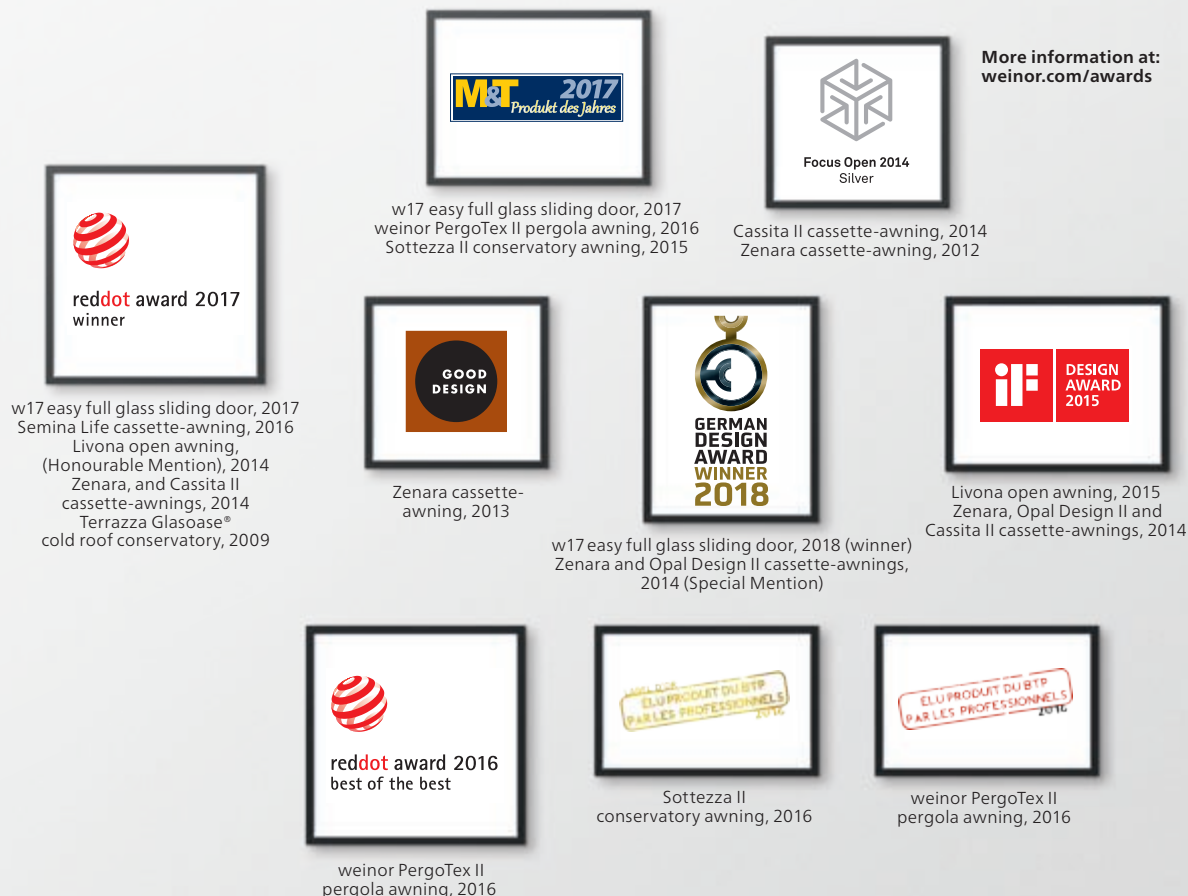 M&T 2017
Produkt des Jahres
w17 easy full glass sliding door, 2017
weinor PergoTex II pergola awning, 2016
Sottezza II conservatory awning, 2015
Focus Open 2014
Silver
Cassita II cassette-awning, 2014
Zenara cassette-awning, 2012
More information at:
weinor.com/awards
reddot award 2017
winner
w17 easy full glass sliding door, 2017
Semina Life cassette-awning, 2016
Livona open awning,
(Honourable Mention), 2014
Zenara, and Cassita II
cassette-awnings, 2014
Terrazza Glasoase®
cold roof conservatory, 2009
GOOD
DESIGN
Zenara cassette-
awning, 2013
GERMAN
DESIGN
AWARD
WINNER
2018
w17 easy full glass sliding door, 2018 (winner)
Zenara and Opal Design II cassette-awnings,
2014 (Special Mention)
iF
DESIGN
AWARD
2015
Livona open awning, 2015
Zenara, Opal Design II and
Cassita II cassette-awnings, 2014
reddot award 2016
best of the best
weinor PergoTex II
pergola awning, 2016
ELU PRODUIT DU BTP
PAR LES PROFESSIONNELS
2016
Sottezza II
conservatory awning, 2016
ELU PRODUIT DU BTP
PAR LES PROFESSIONNELS
2016
weinor PergoTex II
pergola awning, 2016